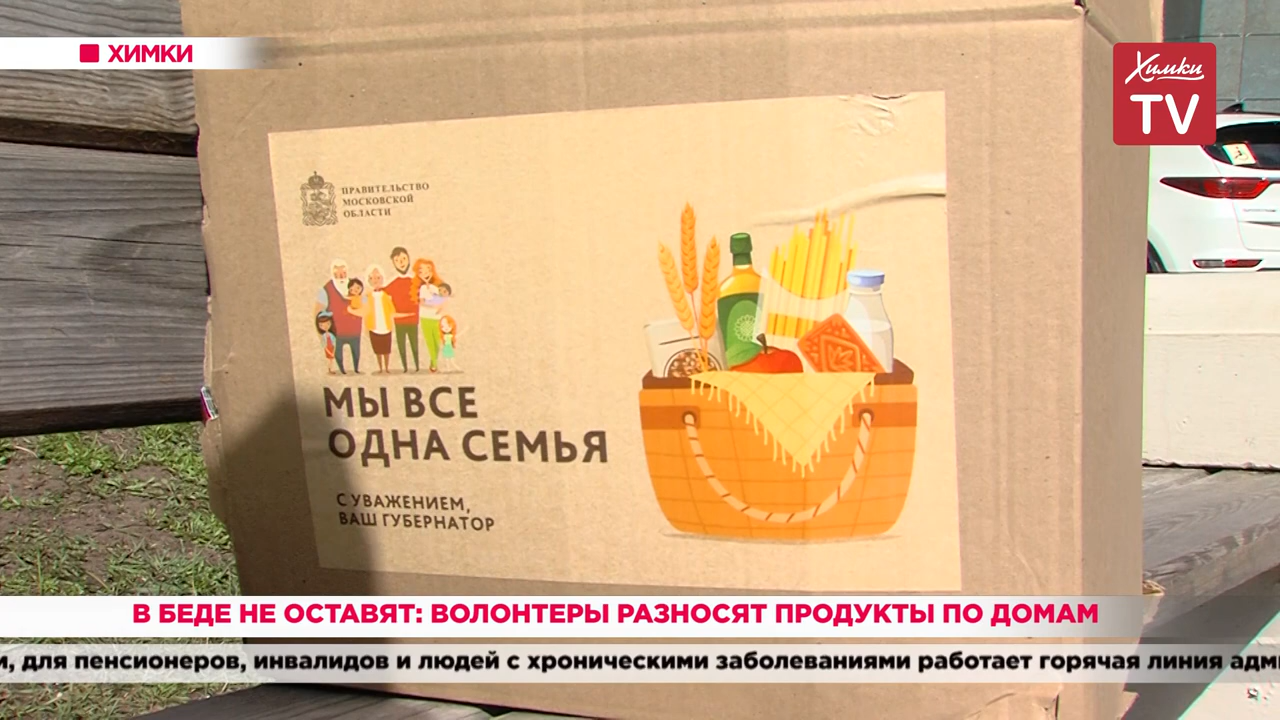 ХИМКИ
Химки
TV
ПРАВИТЕЛЬСТВО
МОСКОВСКОЙ
ОБЛАСТИ
МЫ ВСЕ
ОДНА СЕМЬЯ
С УВАЖЕНИЕМ,
ВАШ ГУБЕРНАТОР
В БЕДЕ НЕ ОСТАВЯТ: ВОЛОНТЕРЫ РАЗНОСЯТ ПРОДУКТЫ ПО ДОМАМ
и, для пенсионеров, инвалидов и людей с хроническими заболеваниями работает горячая линия адми